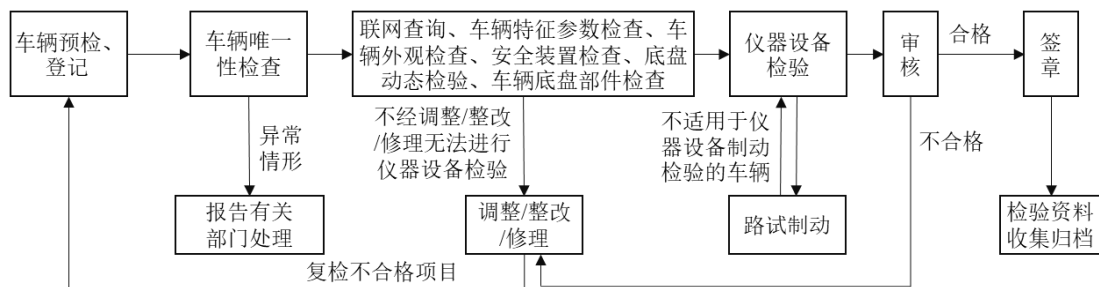 车辆预检、
登记
车辆唯一
性检查
联网查询、车辆特征参数检查、车
辆外观检查、安全装置检查、底盘
动态检验、车辆底盘部件检查
仪器设备
检验
审
核
合格
签
章
异常
情形
不经调整/整改
/修理无法进行
仪器设备检验
不适用于仪
器设备制动
检验的车辆
不合格
报告有关
部门处理
调整/整改
/修理
路试制动
检验资料
收集归档
复检不合格项目